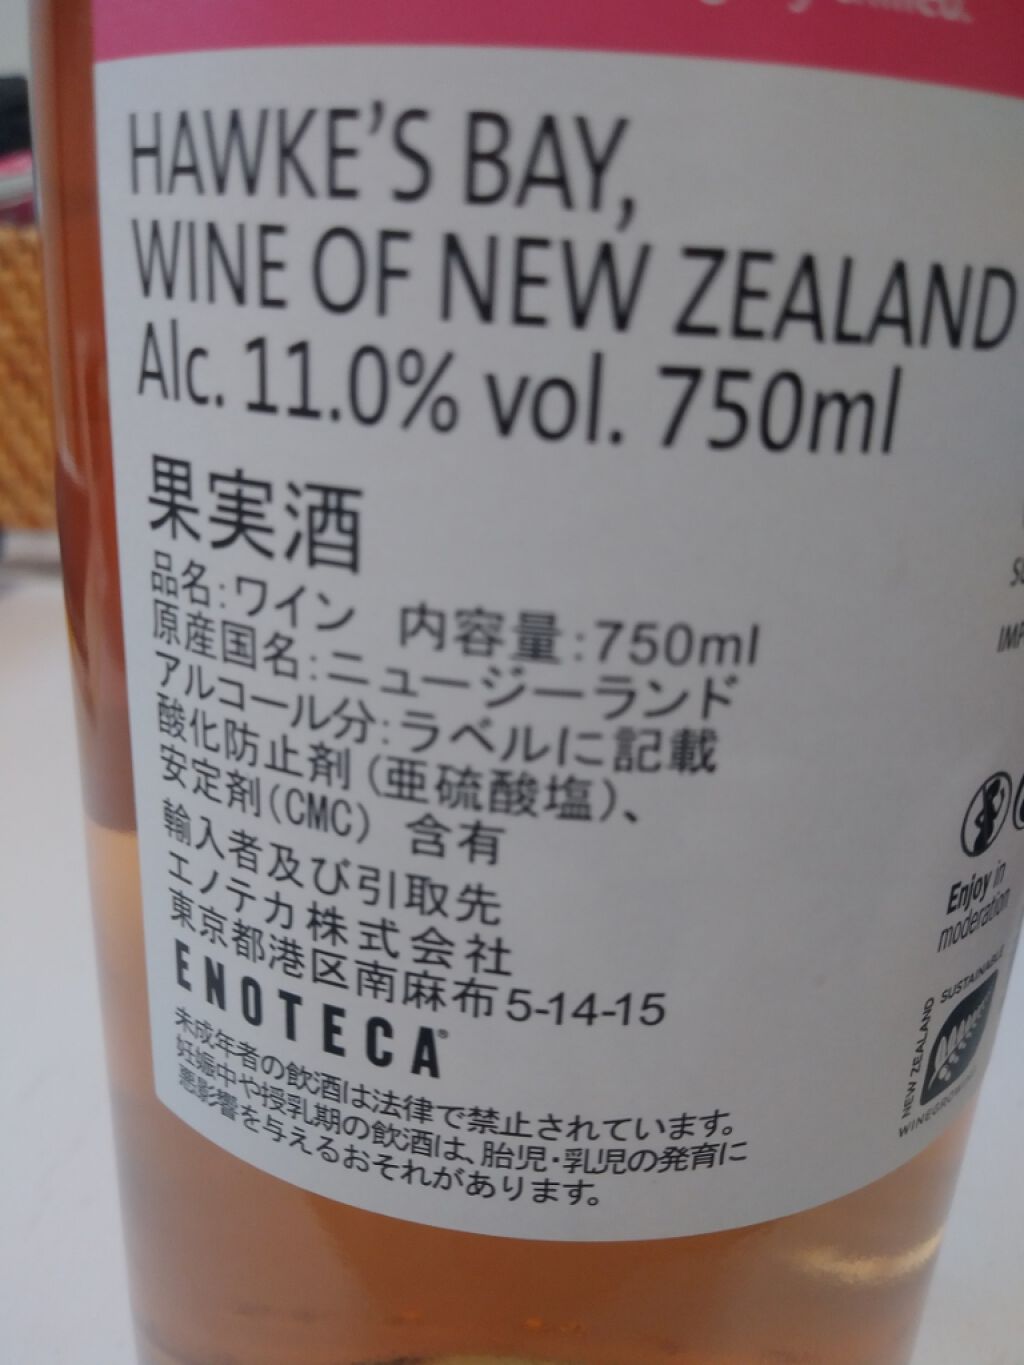 HAWKE'S BAY,
WINE OF NEW ZEALAND
Alc. 11.0% vol. 750ml
果実酒
品名:ワイン 内容量:750ml
原産国名:ニュージーランド
アルコール分:ラベルに記載
酸化防止剤(亜硫酸塩)、
安定剤(CMC) 含有
輸入者及び引取先
エノテカ株式会社
東京都港区南麻布5-14-15
ENOTECA®
未成年者の飲酒は法律で禁止されています。
妊娠中や授乳期の飲酒は、胎児・乳児の発育に
悪影響を与えるおそれがあります。
Enjoy in
moderation
NEW ZEALAND
SUSTAINABLE
WINEGROWING